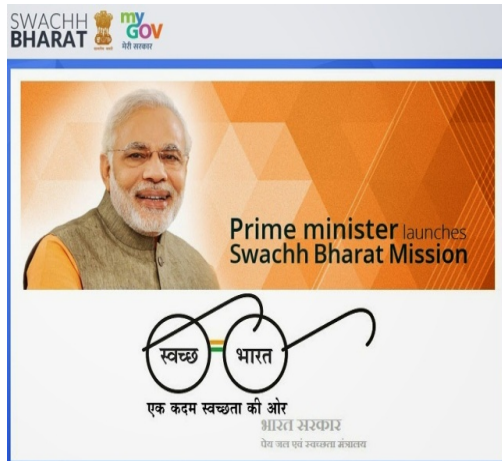 SWACHH
BHARAT
my
GOV
मेरी सरकार
Prime minister launches
Swachh Bharat Mission
स्वच्छ भारत
एक कदम स्वच्छता की ओर
भारत सरकार
पेय जल एवं स्वच्छता मंत्रालय